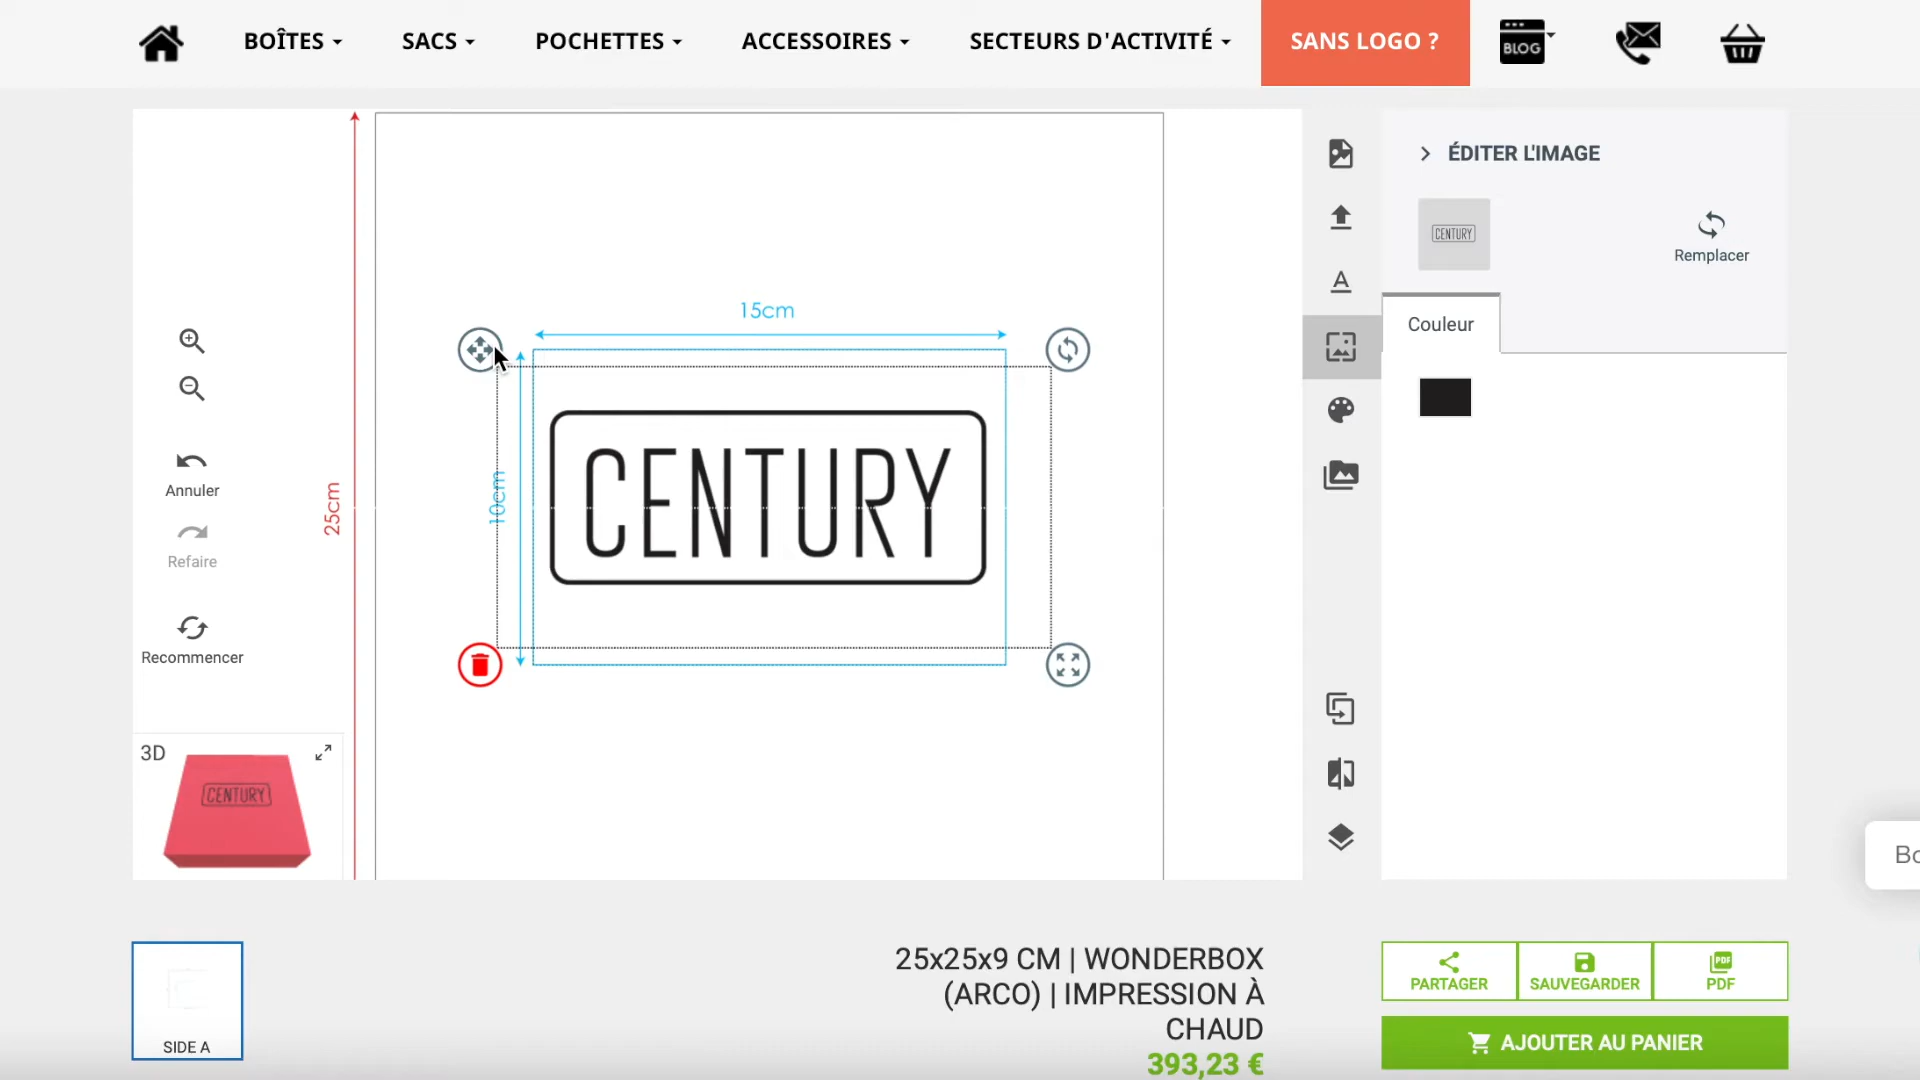 BOÎTES
SACS
POCHETTES
ACCESSOIRES
SECTEURS D'ACTIVITÉ
SANS LOGO ?
BLOG
ÉDITER L'IMAGE
CENTURY
Remplacer
Couleur
15cm
10cm
25cm
CENTURY
Annuler
Refaire
Recommencer
3D
CENTURY
SIDE A
25x25x9 CM | WONDERBOX
(ARCO) | IMPRESSION À
CHAUD
393,23 €
PARTAGER
SAUVEGARDER
PDF
PDF
AJOUTER AU PANIER